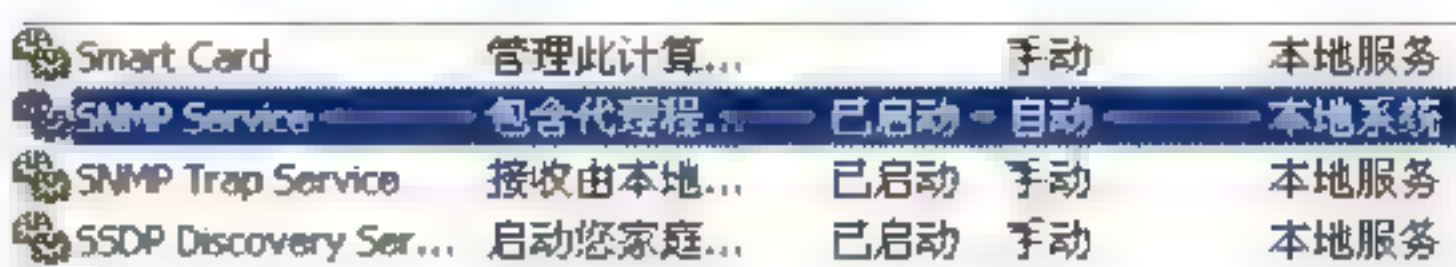 Smart Card 管理此计算... 手动 本地服务
SNMP Service 包含代理程... 已启动 自动 本地系统
SNMP Trap Service 接收由本地... 已启动 手动 本地服务
SSDP Discovery Ser... 启动您家庭... 已启动 手动 本地服务